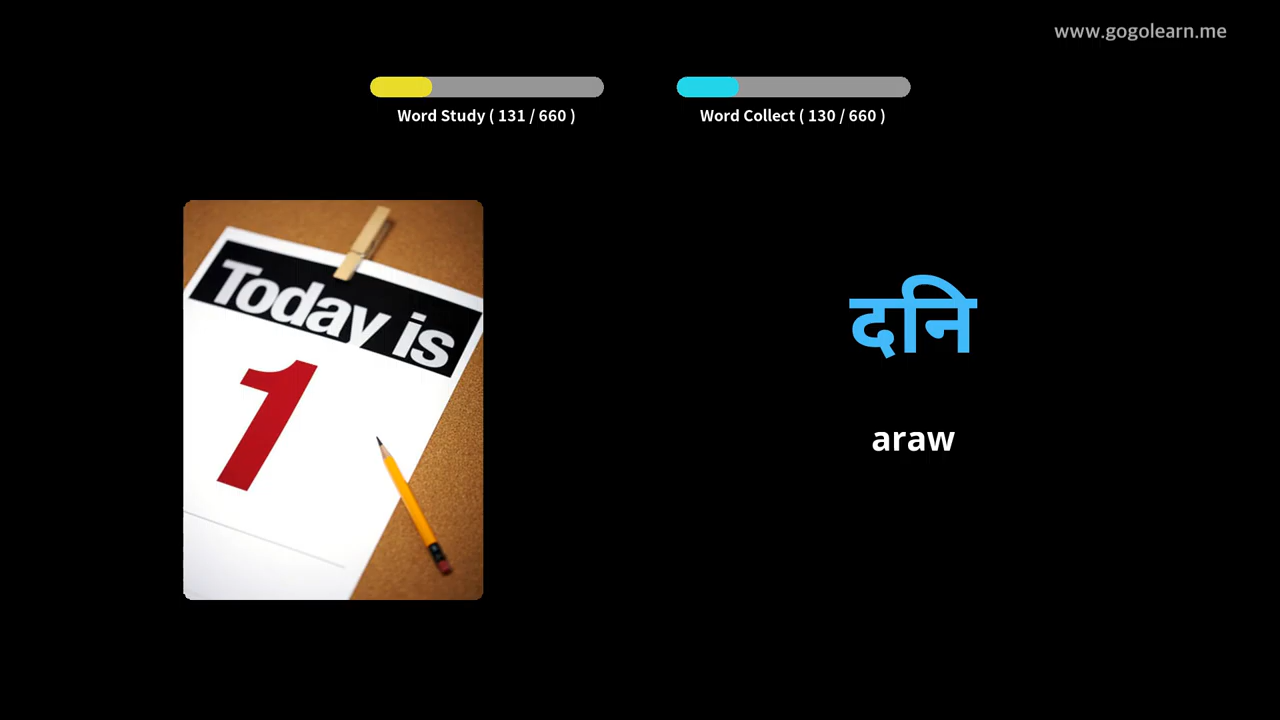 www.gogolearn.me
Word Study ( 131 / 660 )
Word Collect ( 130 / 660 )
Today is
1
दनि
araw